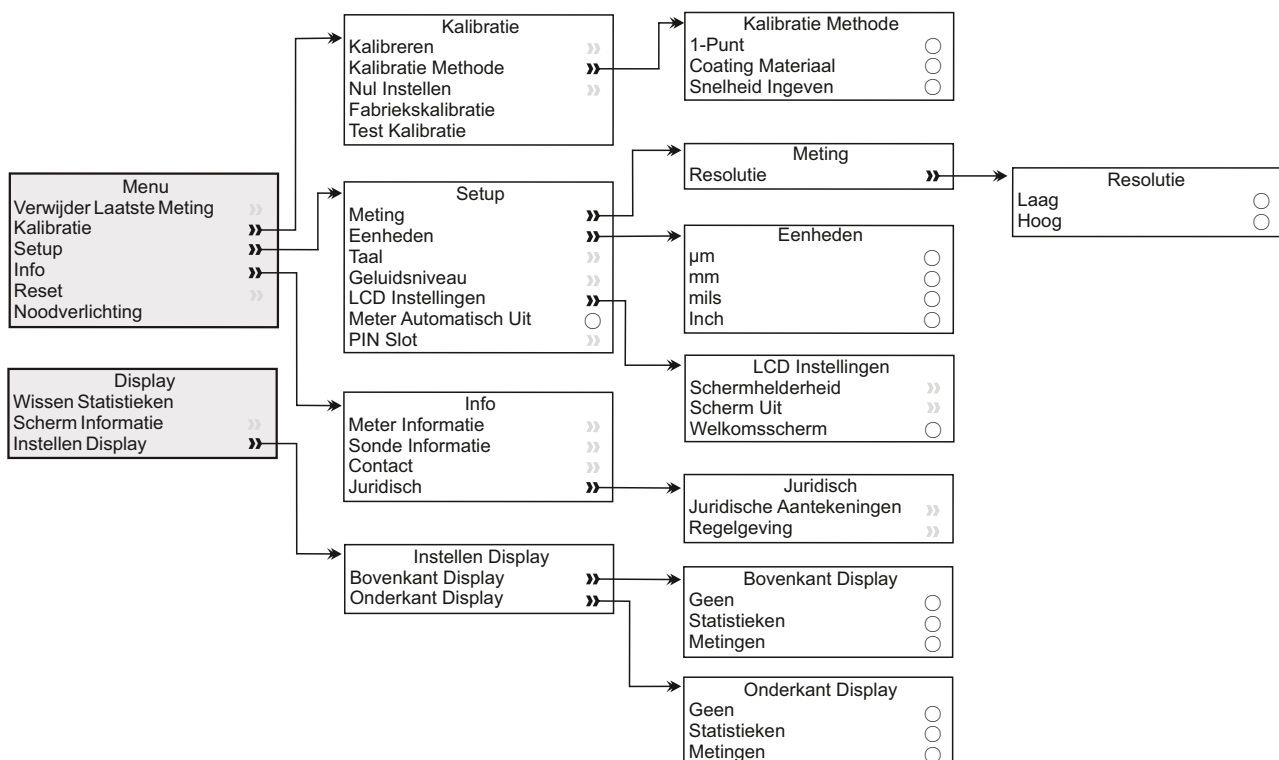 Menu
Verwijder Laatste Meting
Kalibratie
Setup
Info
Reset
Noodverlichting
Display
Wissen Statistieken
Scherm Informatie
Instellen Display
Kalibratie
Kalibreren
Kalibratie Methode
Nul Instellen
Fabriekskalibratie
Test Kalibratie
Setup
Meting
Eenheden
Taal
Geluidsniveau
LCD Instellingen
Meter Automatisch Uit
PIN Slot
Info
Meter Informatie
Sonde Informatie
Contact
Juridisch
Instellen Display
Bovenkant Display
Onderkant Display
Kalibratie Methode
1-Punt
Coating Materiaal
Snelheid Ingeven
Meting
Resolutie
Eenheden
µm
mm
mils
Inch
LCD Instellingen
Schermhelderheid
Scherm Uit
Welkomsscherm
Juridisch
Juridische Aantekeningen
Regelgeving
Bovenkant Display
Geen
Statistieken
Metingen
Onderkant Display
Geen
Statistieken
Metingen
Resolutie
Laag
Hoog